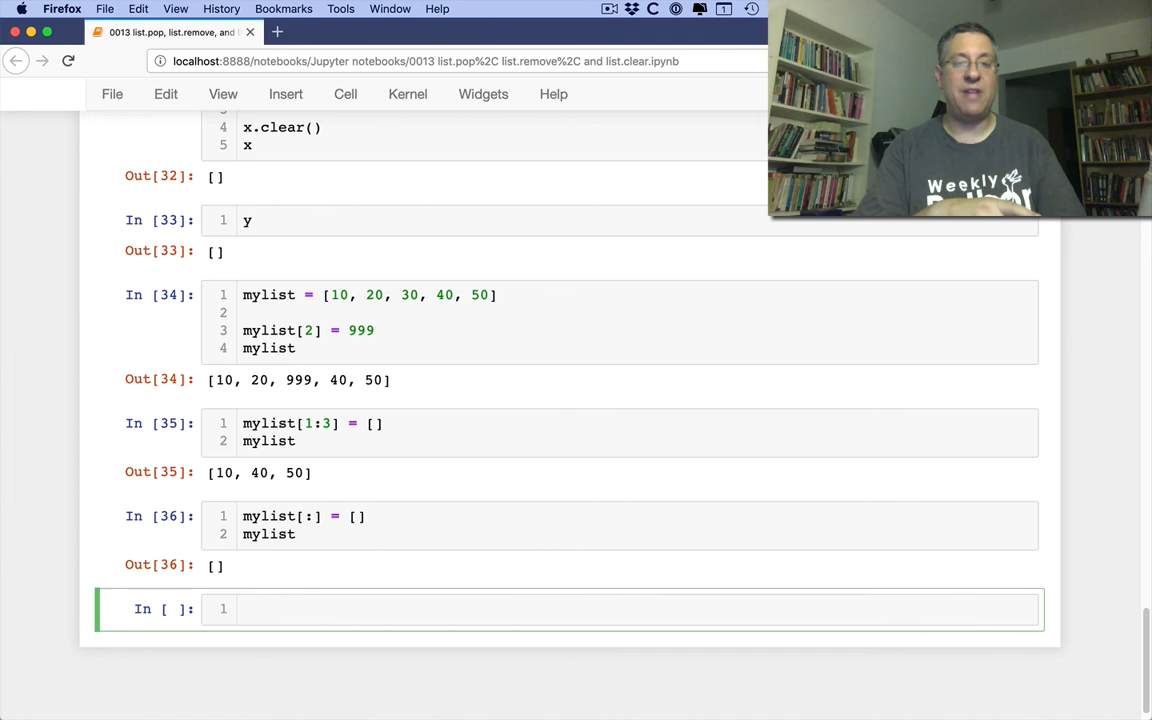 Firefox File Edit View History Bookmarks Tools Window Help
0013 list.pop, list.remove, and
localhost:8888/notebooks/Jupyter notebooks/0013 list.pop%2C list.remove%2C and list.clear.ipynb
File Edit View Insert Cell Kernel Widgets Help
4 x.clear()
5 x
Out[32]: []
In [33]: 1 y
Out[33]: []
In [34]: 1 mylist = [10, 20, 30, 40, 50]
2
3 mylist[2] = 999
4 mylist
Out[34]: [10, 20, 999, 40, 50]
In [35]: 1 mylist[1:3] = []
2 mylist
Out[35]: [10, 40, 50]
In [36]: 1 mylist[:] = []
2 mylist
Out[36]: []
In [ ]: 1
Weekly